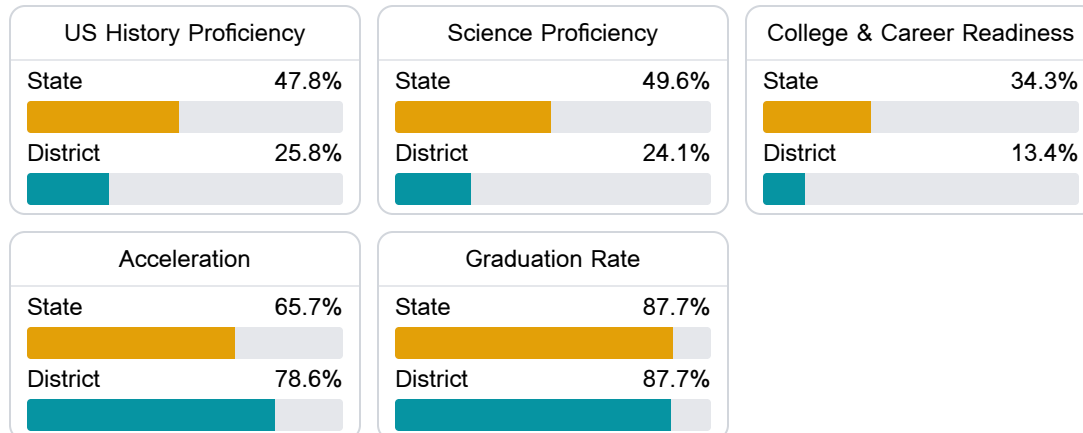 US History Proficiency
State 47.8%
District 25.8%
Science Proficiency
State 49.6%
District 24.1%
College & Career Readiness
State 34.3%
District 13.4%
Acceleration
State 65.7%
District 78.6%
Graduation Rate
State 87.7%
District 87.7%